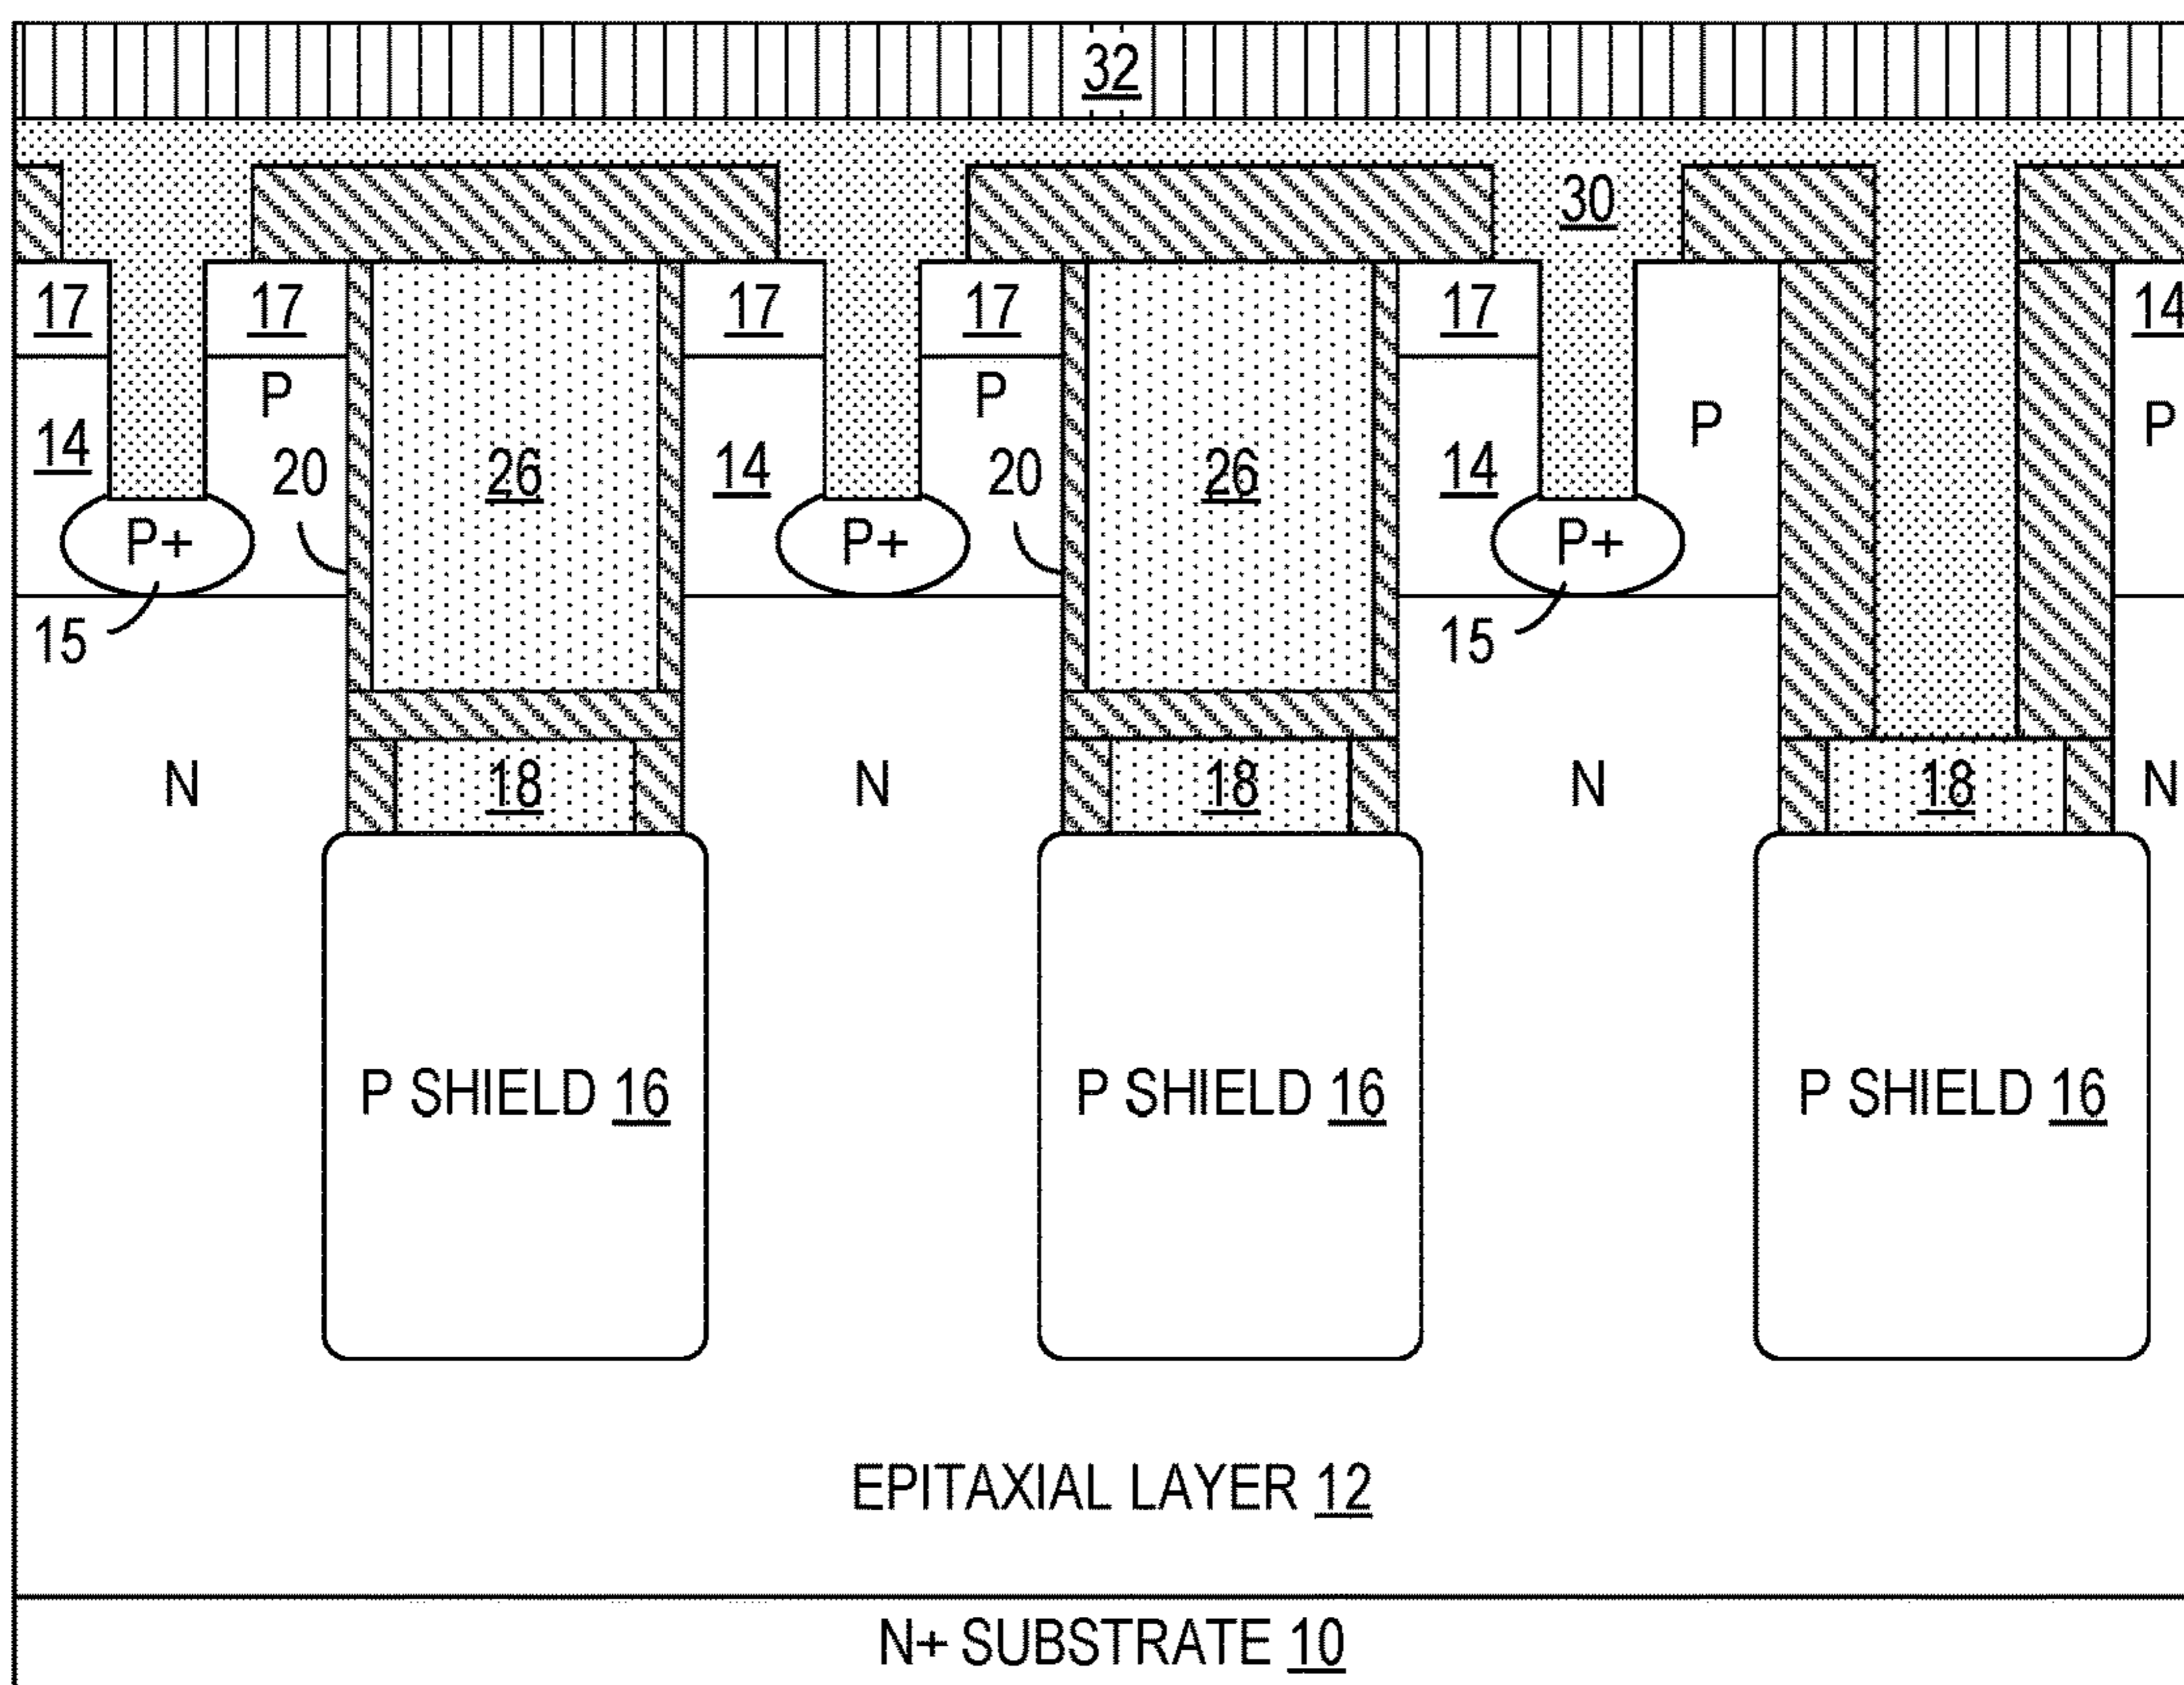 32
30
17 17 17 17 17 14
P P
14 20 26 14 20 26 14 P P
P+ P+ P+
15 15
N 18 N 18 N 18 N
P SHIELD 16 P SHIELD 16 P SHIELD 16
EPITAXIAL LAYER 12
N+ SUBSTRATE 10